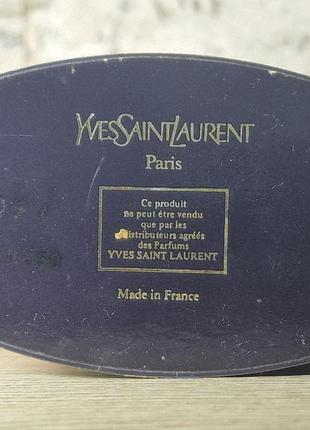 YVESSAINTLAURENT
Paris
Ce produit
ne peut être vendu
que par les
distributeurs agréés
des Parfums
YVES SAINT LAURENT
Made in France